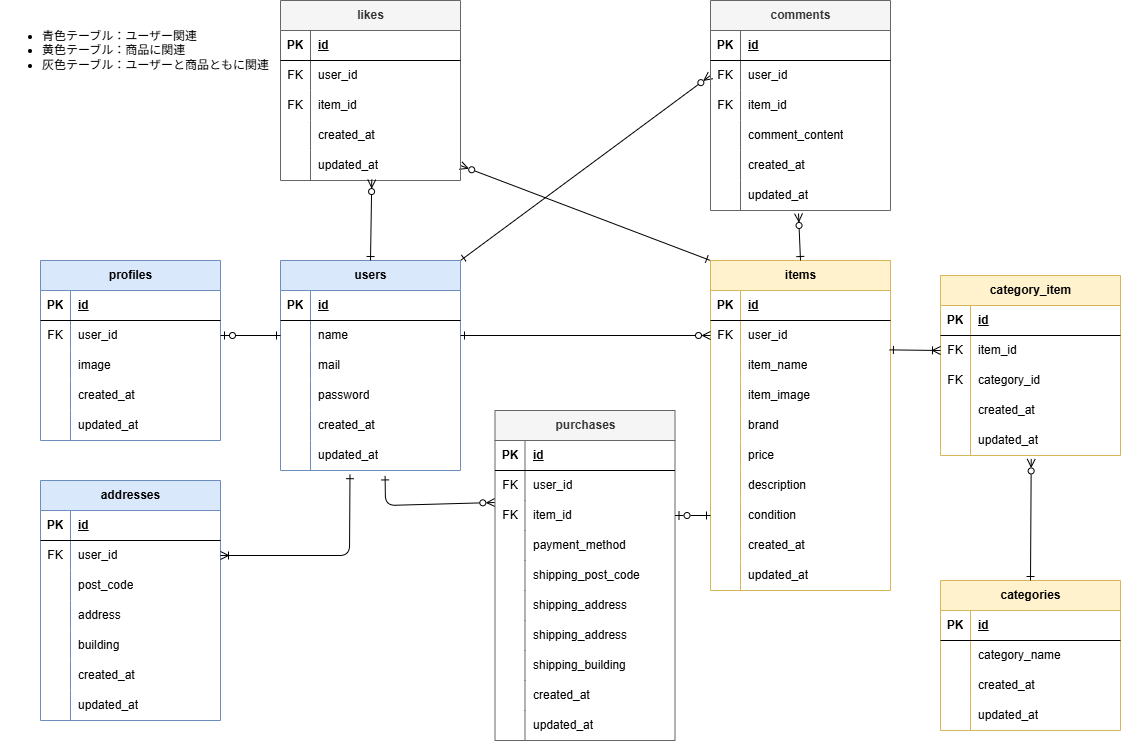 青色テーブル：ユーザー関連
黄色テーブル：商品に関連
灰色テーブル：ユーザーと商品ともに関連
likes
PK id
FK user_id
FK item_id
created_at
updated_at
comments
PK id
FK user_id
FK item_id
comment_content
created_at
updated_at
profiles
PK id
FK user_id
image
created_at
updated_at
users
PK id
name
mail
password
created_at
updated_at
items
PK id
FK user_id
item_name
item_image
brand
price
description
condition
created_at
updated_at
category_item
PK id
FK item_id
FK category_id
created_at
updated_at
addresses
PK id
FK user_id
post_code
address
building
created_at
updated_at
purchases
PK id
FK user_id
FK item_id
payment_method
shipping_post_code
shipping_address
shipping_address
shipping_building
created_at
updated_at
categories
PK id
category_name
created_at
updated_at